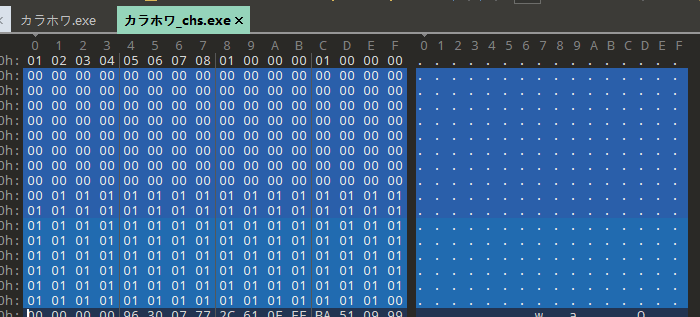 カラホワ.exe カラホワ_chs.exe ×
0 1 2 3 4 5 6 7 8 9 A B C D E F 0 1 2 3 4 5 6 7 8 9 A B C D E F
0h: 01 02 03 04 05 06 07 08 01 00 00 00 01 00 00 00 . . . . . . . . . . . . . . . .
0h: 00 00 00 00 00 00 00 00 00 00 00 00 00 00 00 00 . . . . . . . . . . . . . . . .
0h: 00 00 00 00 00 00 00 00 00 00 00 00 00 00 00 00 . . . . . . . . . . . . . . . .
0h: 00 00 00 00 00 00 00 00 00 00 00 00 00 00 00 00 . . . . . . . . . . . . . . . .
0h: 00 00 00 00 00 00 00 00 00 00 00 00 00 00 00 00 . . . . . . . . . . . . . . . .
0h: 00 00 00 00 00 00 00 00 00 00 00 00 00 00 00 00 . . . . . . . . . . . . . . . .
0h: 00 00 00 00 00 00 00 00 00 00 00 00 00 00 00 00 . . . . . . . . . . . . . . . .
0h: 00 00 00 00 00 00 00 00 00 00 00 00 00 00 00 00 . . . . . . . . . . . . . . . .
0h: 00 00 00 00 00 00 00 00 00 00 00 00 00 00 00 00 . . . . . . . . . . . . . . . .
0h: 00 01 01 01 01 01 01 01 01 01 01 01 01 01 01 01 . . . . . . . . . . . . . . . .
0h: 01 01 01 01 01 01 01 01 01 01 01 01 01 01 01 01 . . . . . . . . . . . . . . . .
0h: 01 01 01 01 01 01 01 01 01 01 01 01 01 01 01 01 . . . . . . . . . . . . . . . .
0h: 01 01 01 01 01 01 01 01 01 01 01 01 01 01 01 01 . . . . . . . . . . . . . . . .
0h: 01 01 01 01 01 01 01 01 01 01 01 01 01 01 01 01 . . . . . . . . . . . . . . . .
0h: 01 01 01 01 01 01 01 01 01 01 01 01 01 01 01 01 . . . . . . . . . . . . . . . .
0h: 01 01 01 01 01 01 01 01 01 01 01 01 01 01 01 01 . . . . . . . . . . . . . . . .
0h: 01 01 01 01 01 01 01 01 01 01 01 01 01 01 01 00 . . . . . . . . . . . . . . . .
00 00 00 00 96 30 07 77 2C 61 0E EE BA 51 09 99 w a Q